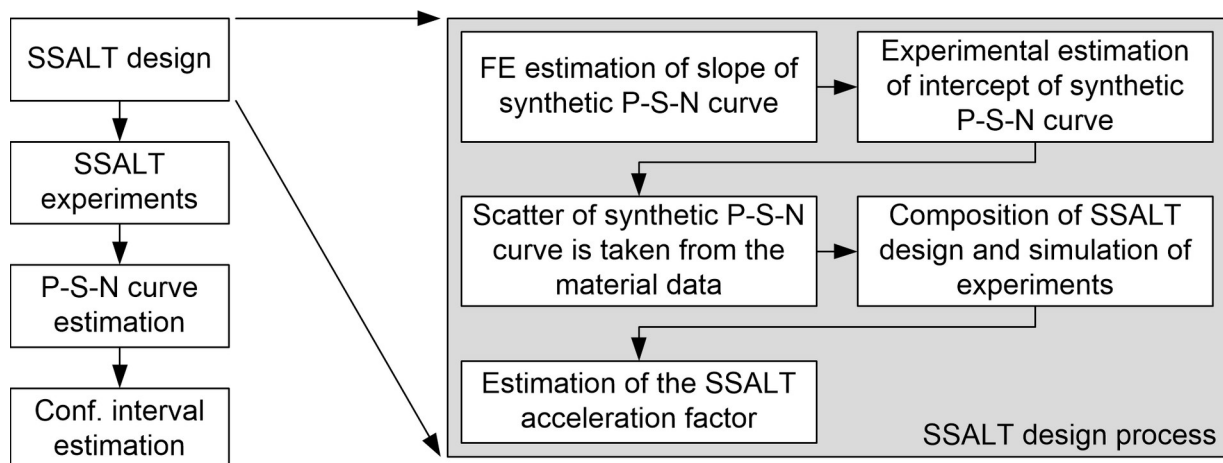 SSALT design
SSALT
experiments
P-S-N curve
estimation
Conf. interval
estimation
FE estimation of slope of
synthetic P-S-N curve
Experimental estimation
of intercept of synthetic
P-S-N curve
Scatter of synthetic P-S-N
curve is taken from the
material data
Composition of SSALT
design and simulation of
experiments
Estimation of the SSALT
acceleration factor
SSALT design process